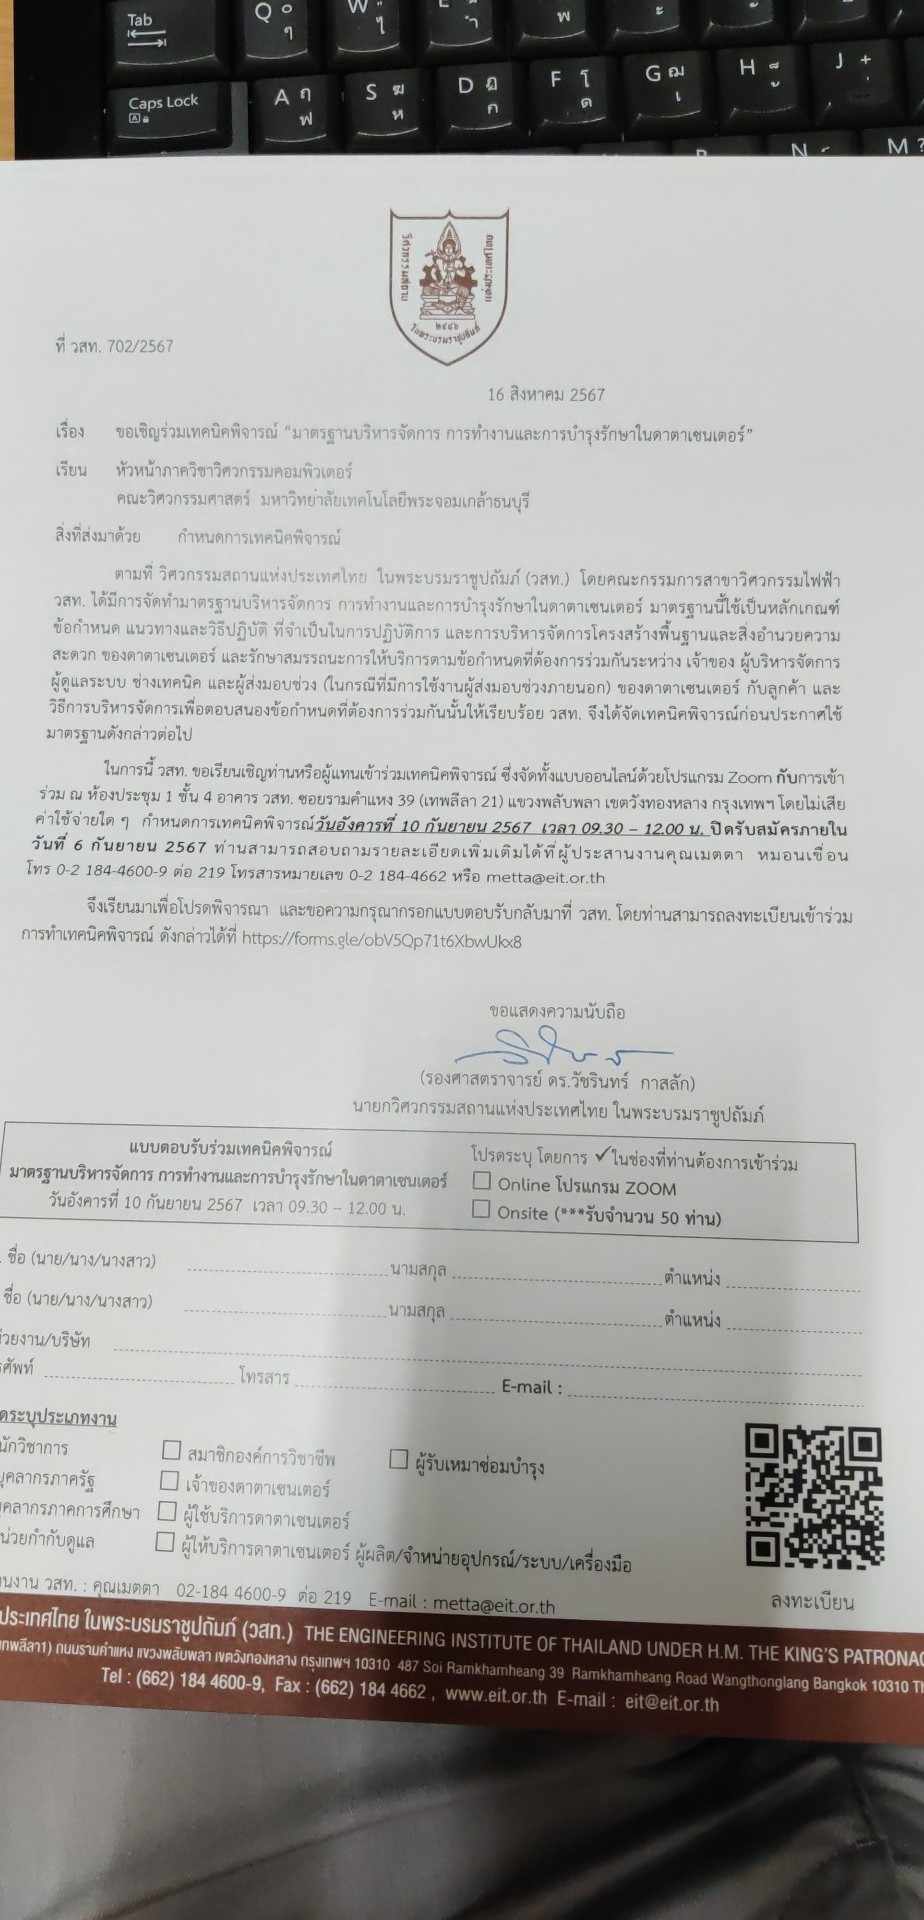 Tab
Q ๐ ๆ
W " ไ
E ำ
พ
ะ
Caps Lock
A ฤ ฟ
S ฆ ห
D ฏ ก
F โ ด
G ฌ เ
H ็ ้
J +
N
M ?
วิศวกรรมสถาน
แห่งประเทศไทย
๒๔๘๖
ในพระบรมราชูปถัมภ์
ที่ วสท. 702/2567
16 สิงหาคม 2567
เรื่อง ขอเชิญร่วมเทคนิคพิจารณ์ “มาตรฐานบริหารจัดการ การทำงานและการบำรุงรักษาในดาตาเซนเตอร์”
เรียน หัวหน้าภาควิชาวิศวกรรมคอมพิวเตอร์
คณะวิศวกรรมศาสตร์ มหาวิทยาลัยเทคโนโลยีพระจอมเกล้าธนบุรี
สิ่งที่ส่งมาด้วย กำหนดการเทคนิคพิจารณ์
ตามที่ วิศวกรรมสถานแห่งประเทศไทย ในพระบรมราชูปถัมภ์ (วสท.) โดยคณะกรรมการสาขาวิศวกรรมไฟฟ้า
วสท. ได้มีการจัดทำมาตรฐานบริหารจัดการ การทำงานและการบำรุงรักษาในดาตาเซนเตอร์ มาตรฐานนี้ใช้เป็นหลักเกณฑ์
ข้อกำหนด แนวทางและวิธีปฏิบัติ ที่จำเป็นในการปฏิบัติการ และการบริหารจัดการโครงสร้างพื้นฐานและสิ่งอำนวยความ
สะดวก ของดาตาเซนเตอร์ และรักษาสมรรถนะการให้บริการตามข้อกำหนดที่ต้องการร่วมกันระหว่าง เจ้าของ ผู้บริหารจัดการ
ผู้ดูแลระบบ ช่างเทคนิค และผู้ส่งมอบช่วง (ในกรณีที่มีการใช้งานผู้ส่งมอบช่วงภายนอก) ของดาตาเซนเตอร์ กับลูกค้า และ
วิธีการบริหารจัดการเพื่อตอบสนองข้อกำหนดที่ต้องการร่วมกันนั้นให้เรียบร้อย วสท. จึงได้จัดเทคนิคพิจารณ์ก่อนประกาศใช้
มาตรฐานดังกล่าวต่อไป
ในการนี้ วสท. ขอเรียนเชิญท่านหรือผู้แทนเข้าร่วมเทคนิคพิจารณ์ ซึ่งจัดทั้งแบบออนไลน์ด้วยโปรแกรม Zoom กับการเข้า
ร่วม ณ ห้องประชุม 1 ชั้น 4 อาคาร วสท. ซอยรามคำแหง 39 (เทพลีลา 21) แขวงพลับพลา เขตวังทองหลาง กรุงเทพฯ โดยไม่เสีย
ค่าใช้จ่ายใด ๆ กำหนดการเทคนิคพิจารณ์วันอังคารที่ 10 กันยายน 2567 เวลา 09.30 – 12.00 น. ปิดรับสมัครภายใน
วันที่ 6 กันยายน 2567 ท่านสามารถสอบถามรายละเอียดเพิ่มเติมได้ที่ผู้ประสานงานคุณเมตตา หมอนเขื่อน
โทร 0-2 184-4600-9 ต่อ 219 โทรสารหมายเลข 0-2 184-4662 หรือ metta@eit.or.th
จึงเรียนมาเพื่อโปรดพิจารณา และขอความกรุณากรอกแบบตอบรับกลับมาที่ วสท. โดยท่านสามารถลงทะเบียนเข้าร่วม
การทำเทคนิคพิจารณ์ ดังกล่าวได้ที่ https://forms.gle/obV5Qp71t6XbwUkx8
ขอแสดงความนับถือ
(รองศาสตราจารย์ ดร.วัชรินทร์ กาสลัก)
นายกวิศวกรรมสถานแห่งประเทศไทย ในพระบรมราชูปถัมภ์
แบบตอบรับร่วมเทคนิคพิจารณ์
มาตรฐานบริหารจัดการ การทำงานและการบำรุงรักษาในดาตาเซนเตอร์
วันอังคารที่ 10 กันยายน 2567 เวลา 09.30 – 12.00 น.
โปรดระบุ โดยการ ✓ในช่องที่ท่านต้องการเข้าร่วม
Online โปรแกรม ZOOM
Onsite (***รับจำนวน 50 ท่าน)
. ชื่อ (นาย/นาง/นางสาว) นามสกุล ตำแหน่ง
ชื่อ (นาย/นาง/นางสาว) นามสกุล ตำแหน่ง
่วยงาน/บริษัท
รศัพท์ โทรสาร E-mail :
ดระบุประเภทงาน
นักวิชาการ สมาชิกองค์การวิชาชีพ ผู้รับเหมาซ่อมบำรุง
บุคลากรภาครัฐ เจ้าของดาตาเซนเตอร์
ุคลากรภาคการศึกษา ผู้ใช้บริการดาตาเซนเตอร์
หน่วยกำกับดูแล ผู้ให้บริการดาตาเซนเตอร์ ผู้ผลิต/จำหน่ายอุปกรณ์/ระบบ/เครื่องมือ
านงาน วสท. : คุณเมตตา 02-184 4600-9 ต่อ 219 E-mail : metta@eit.or.th
ลงทะเบียน
ประเทศไทย ในพระบรมราชูปถัมภ์ (วสท.) THE ENGINEERING INSTITUTE OF THAILAND UNDER H.M. THE KING'S PATRONAG
ทพลีลา1) ถนนรามคำแหง แขวงพลับพลา เขตวังทองหลาง กรุงเทพฯ 10310 487 Soi Ramkhamheang 39 Ramkhamheang Road Wangthonglang Bangkok 10310 Th
Tel : (662) 184 4600-9, Fax : (662) 184 4662 , www.eit.or.th E-mail : eit@eit.or.th